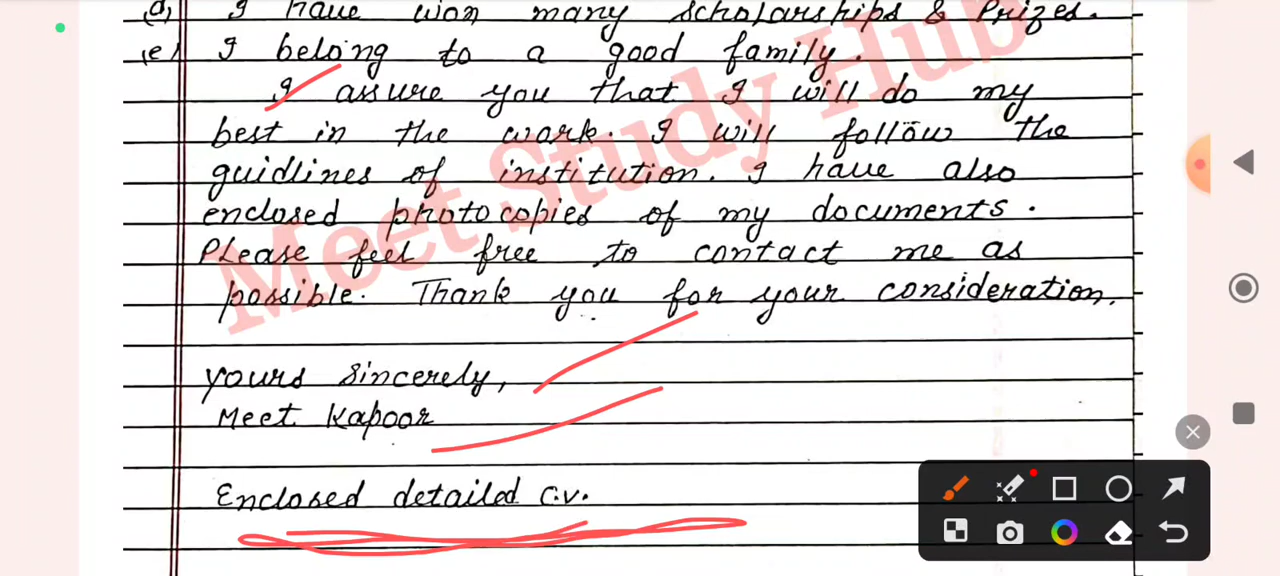 (d) I have won many scholarships & Prizes.
(e) I belong to a good family.
I assure you that I will do my
best in the work. I will follow the
guidlines of institution. I have also
enclosed photocopies of my documents.
Please feel free to contact me as
possible. Thank you for your consideration.
Yours Sincerely,
Meet Kapoor
Enclosed detailed C.V.
Meet Study Hub